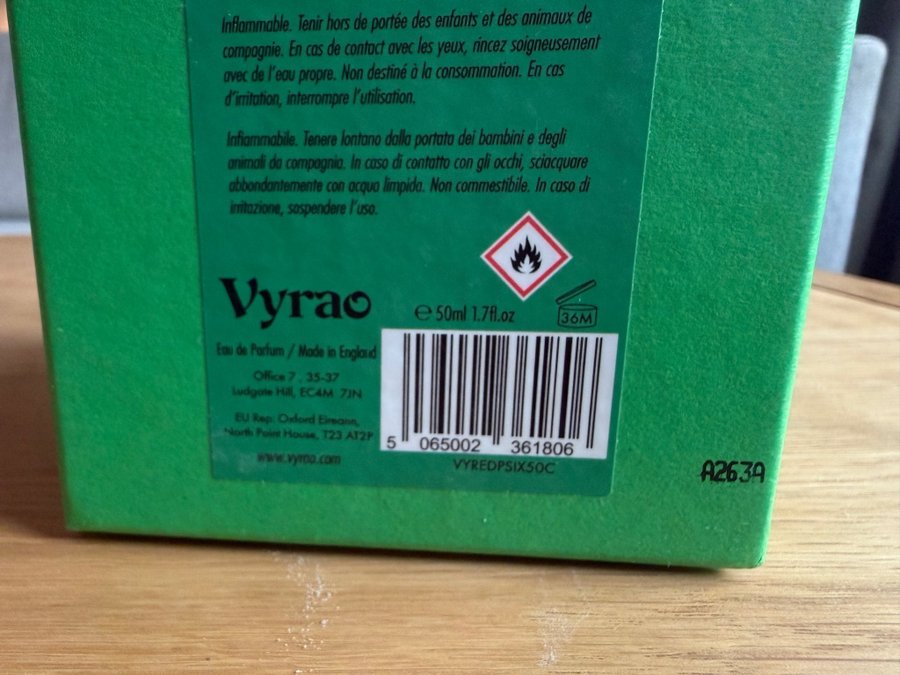 Inflammable. Tenir hors de portée des enfants et des animaux de
compagnie. En cas de contact avec les yeux, rincez soigneusement
avec de l'eau propre. Non destiné à la consommation. En cas
d'irritation, interrompre l'utilisation.
Infiammabile. Tenere lontano dalla portata dei bambini e degli
animali da compagnia. In caso di contatto con gli occhi, sciacquare
abbondantemente con acqua limpida. Non commestibile. In caso di
irritazione, sospendere l'uso.
Vyrao
℮ 50ml 1.7fl.oz
36M
Eau de Parfum / Made in England
Office 7, 35-37
Ludgate Hill, EC4M 7JN
EU Rep: Oxford Eireann,
North Point House, T23 AT2P
www.vyrao.com
5 065002 361806
VYREDPSIX50C
A263A